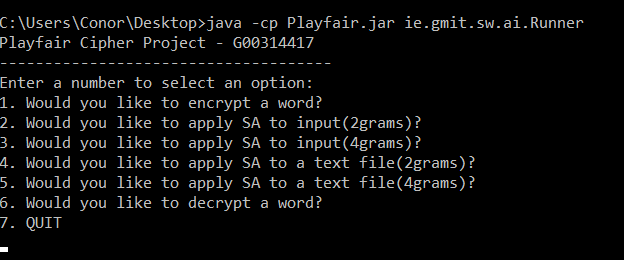 C:\Users\Conor\Desktop>java -cp Playfair.jar ie.gmit.sw.ai.Runner
Playfair Cipher Project - G00314417
------------------------------------
Enter a number to select an option:
1. Would you like to encrypt a word?
2. Would you like to apply SA to input(2grams)?
3. Would you like to apply SA to input(4grams)?
4. Would you like to apply SA to a text file(2grams)?
5. Would you like to apply SA to a text file(4grams)?
6. Would you like to decrypt a word?
7. QUIT